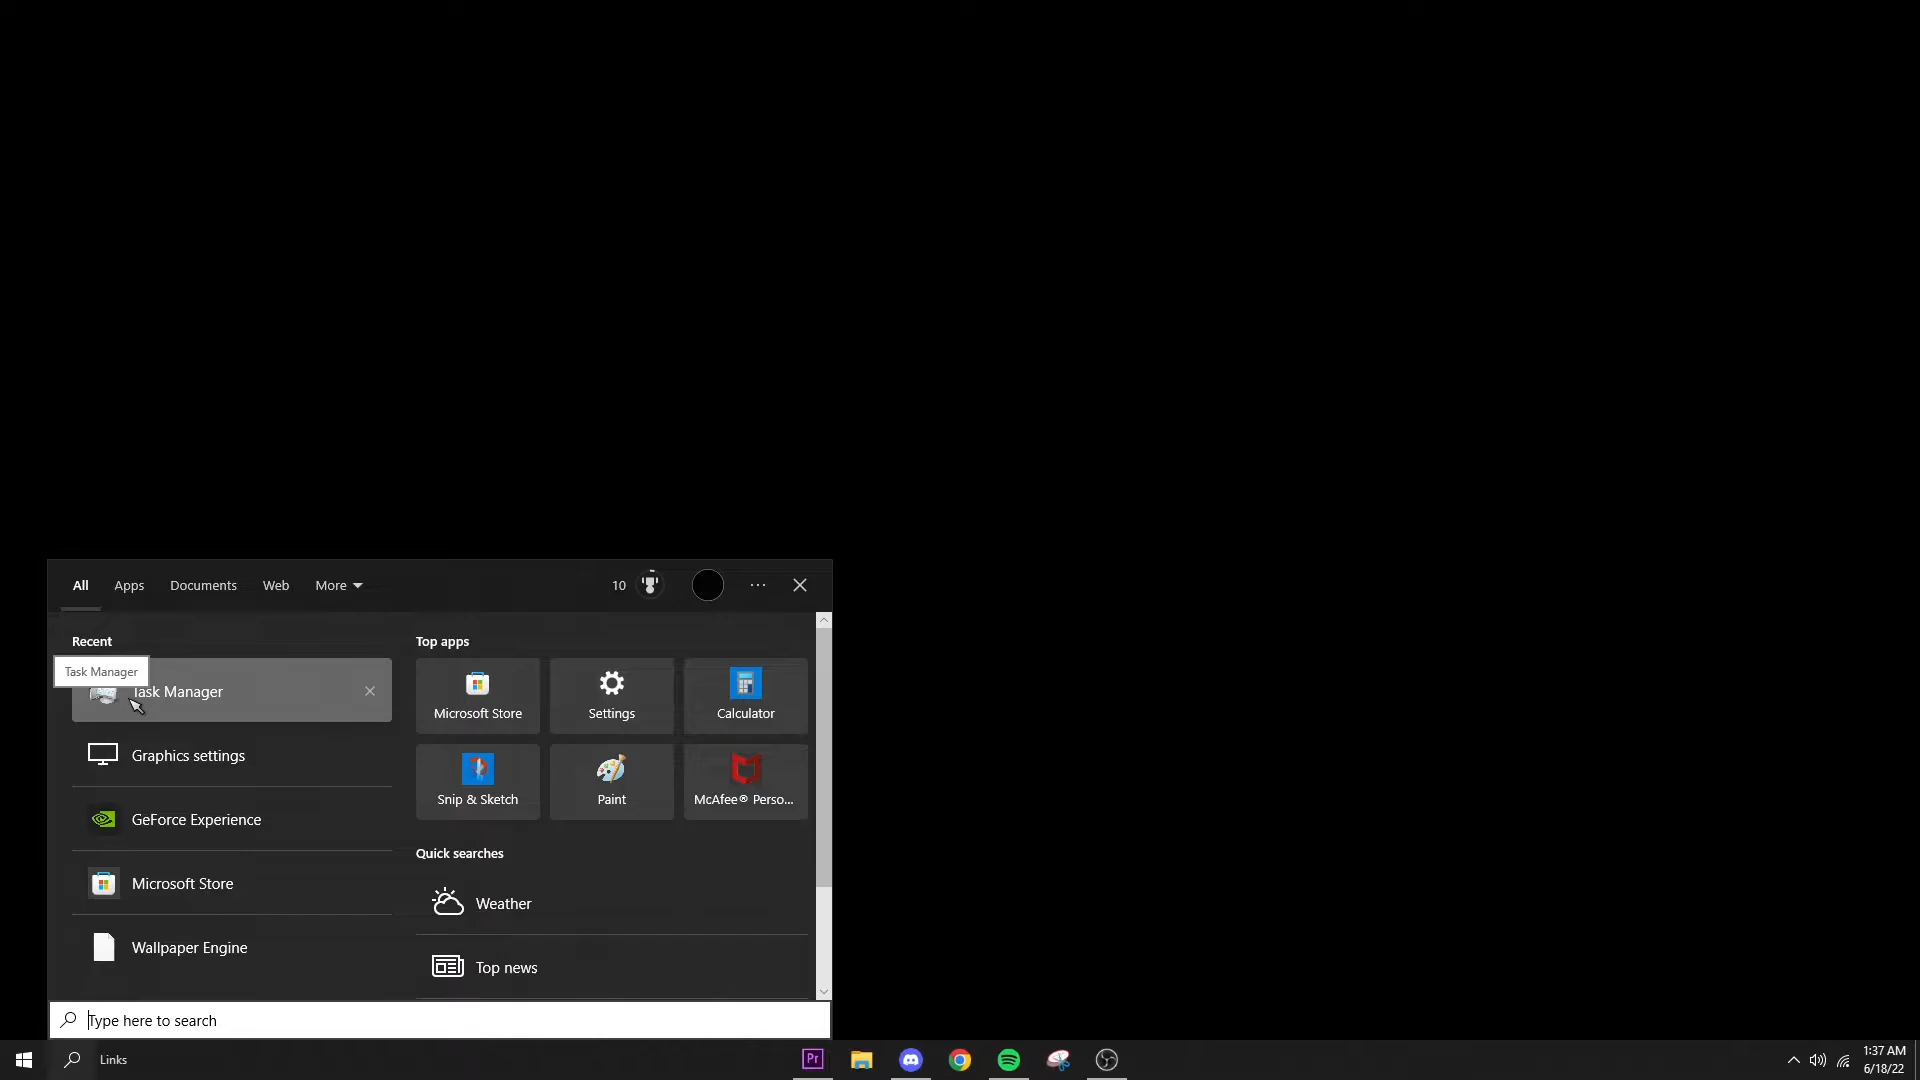 All
Apps
Documents
Web
More
10
Recent
Task Manager
Task Manager
Graphics settings
GeForce Experience
Microsoft Store
Wallpaper Engine
Top apps
Microsoft Store
Settings
Calculator
Snip & Sketch
Paint
McAfee® Perso...
Quick searches
Weather
Top news
Type here to search
Links
Pr
1:37 AM
6/18/22